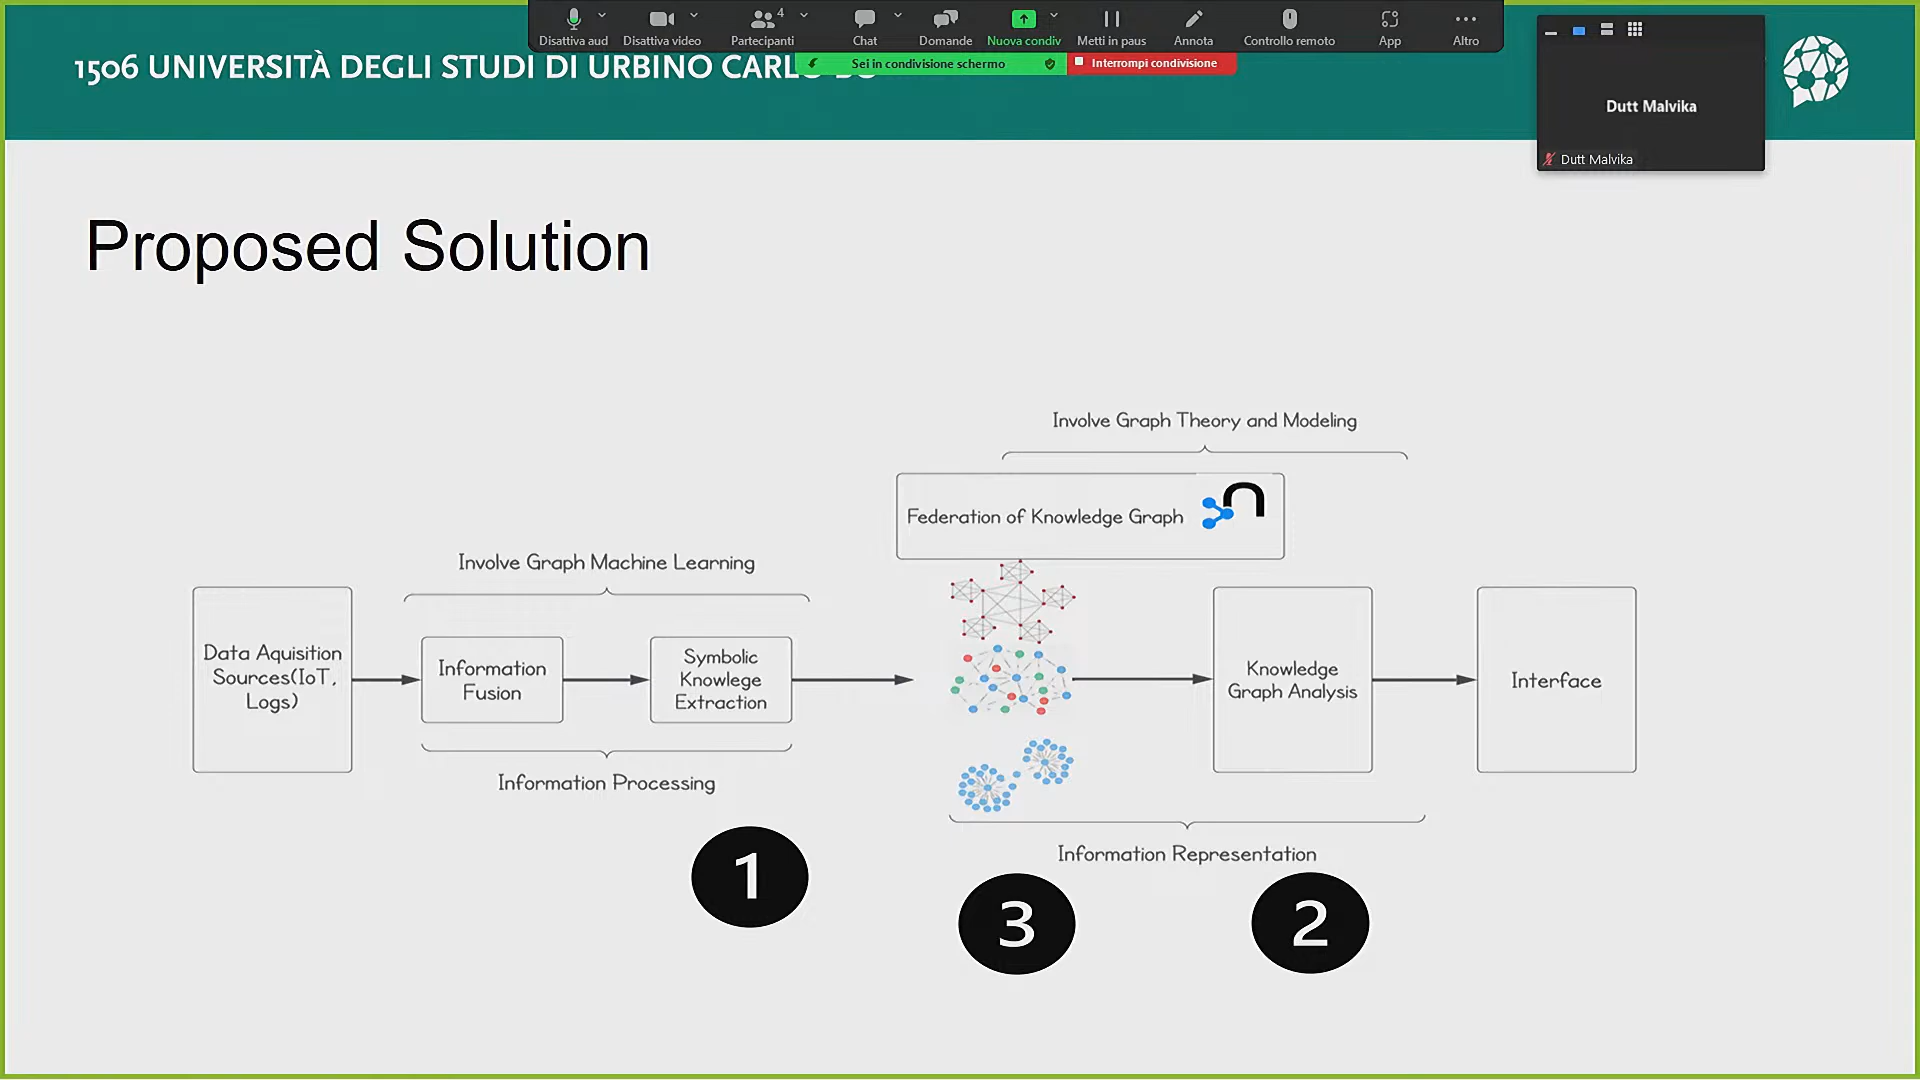 Disattiva aud
Disattiva video
4
Partecipanti
Chat
Domande
Nuova condiv
Metti in paus
Annota
Controllo remoto
App
Altro
Sei in condivisione schermo
Interrompi condivisione
1506 UNIVERSITÀ DEGLI STUDI DI URBINO CARLO BO
Dutt Malvika
Dutt Malvika
Proposed Solution
Involve Graph Theory and Modeling
Federation of Knowledge Graph
Involve Graph Machine Learning
Data Aquisition
Sources(IoT,
Logs)
Information
Fusion
Symbolic
Knowlege
Extraction
Knowledge
Graph Analysis
Interface
Information Processing
Information Representation
1
3
2